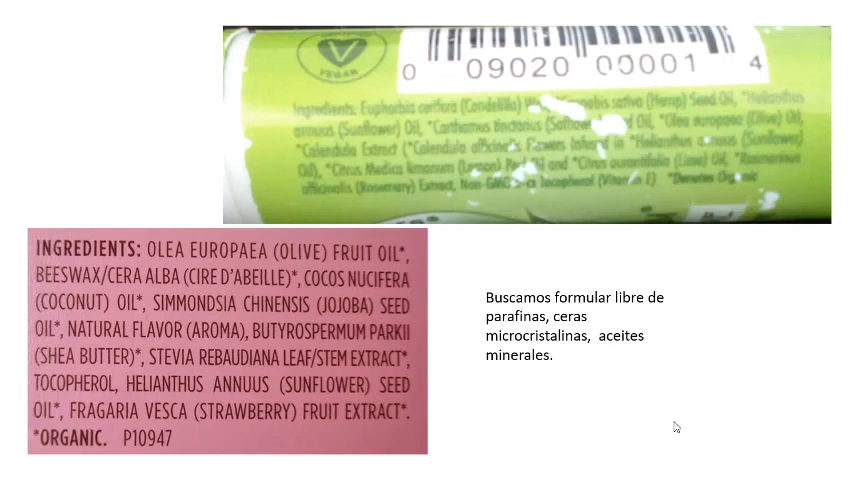 VEGAN
0 09020 00001 4
Ingredients: Euphorbia cerifera (Candelilla) sativa (Hemp) Seed Oil, *Helianthus
annuus (Sunflower) Oil, *Carthamus tinctorius Oil, *Olea europaea (Olive) Oil,
*Calendula Extract (*Calendula officinalis Flowers Infused in *Helianthus annuus (Sunflower)
Oil), *Citrus Medica limonum (Lemon) Peel Oil and *Citrus aurantifolia (Lime) Oil, *Rosmarinus
officinalis (Rosemary) Extract, Non-GMO tocopherol (Vitamin E) *Denotes Organic
INGREDIENTS: OLEA EUROPAEA (OLIVE) FRUIT OIL*,
BEESWAX/CERA ALBA (CIRE D'ABEILLE)*, COCOS NUCIFERA
(COCONUT) OIL*, SIMMONDSIA CHINENSIS (JOJOBA) SEED
OIL*, NATURAL FLAVOR (AROMA), BUTYROSPERMUM PARKII
(SHEA BUTTER)*, STEVIA REBAUDIANA LEAF/STEM EXTRACT*,
TOCOPHEROL, HELIANTHUS ANNUUS (SUNFLOWER) SEED
OIL*, FRAGARIA VESCA (STRAWBERRY) FRUIT EXTRACT*.
*ORGANIC. P10947
Buscamos formular libre de
parafinas, ceras
microcristalinas, aceites
minerales.